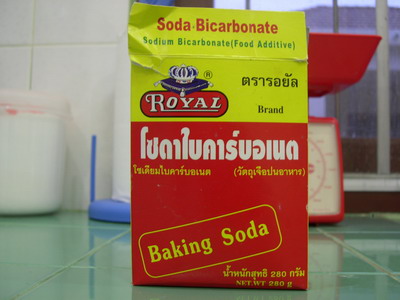 Soda Bicarbonate
Sodium Bicarbonate(Food Additive)
®
ROYAL
ตรารอยัล
Brand
โซดาไบคาร์บอเนต
โซเดียมไบคาร์บอเนต (วัตถุเจือปนอาหาร)
Baking Soda
น้ำหนักสุทธิ 280 กรัม
NET.WT 280 g